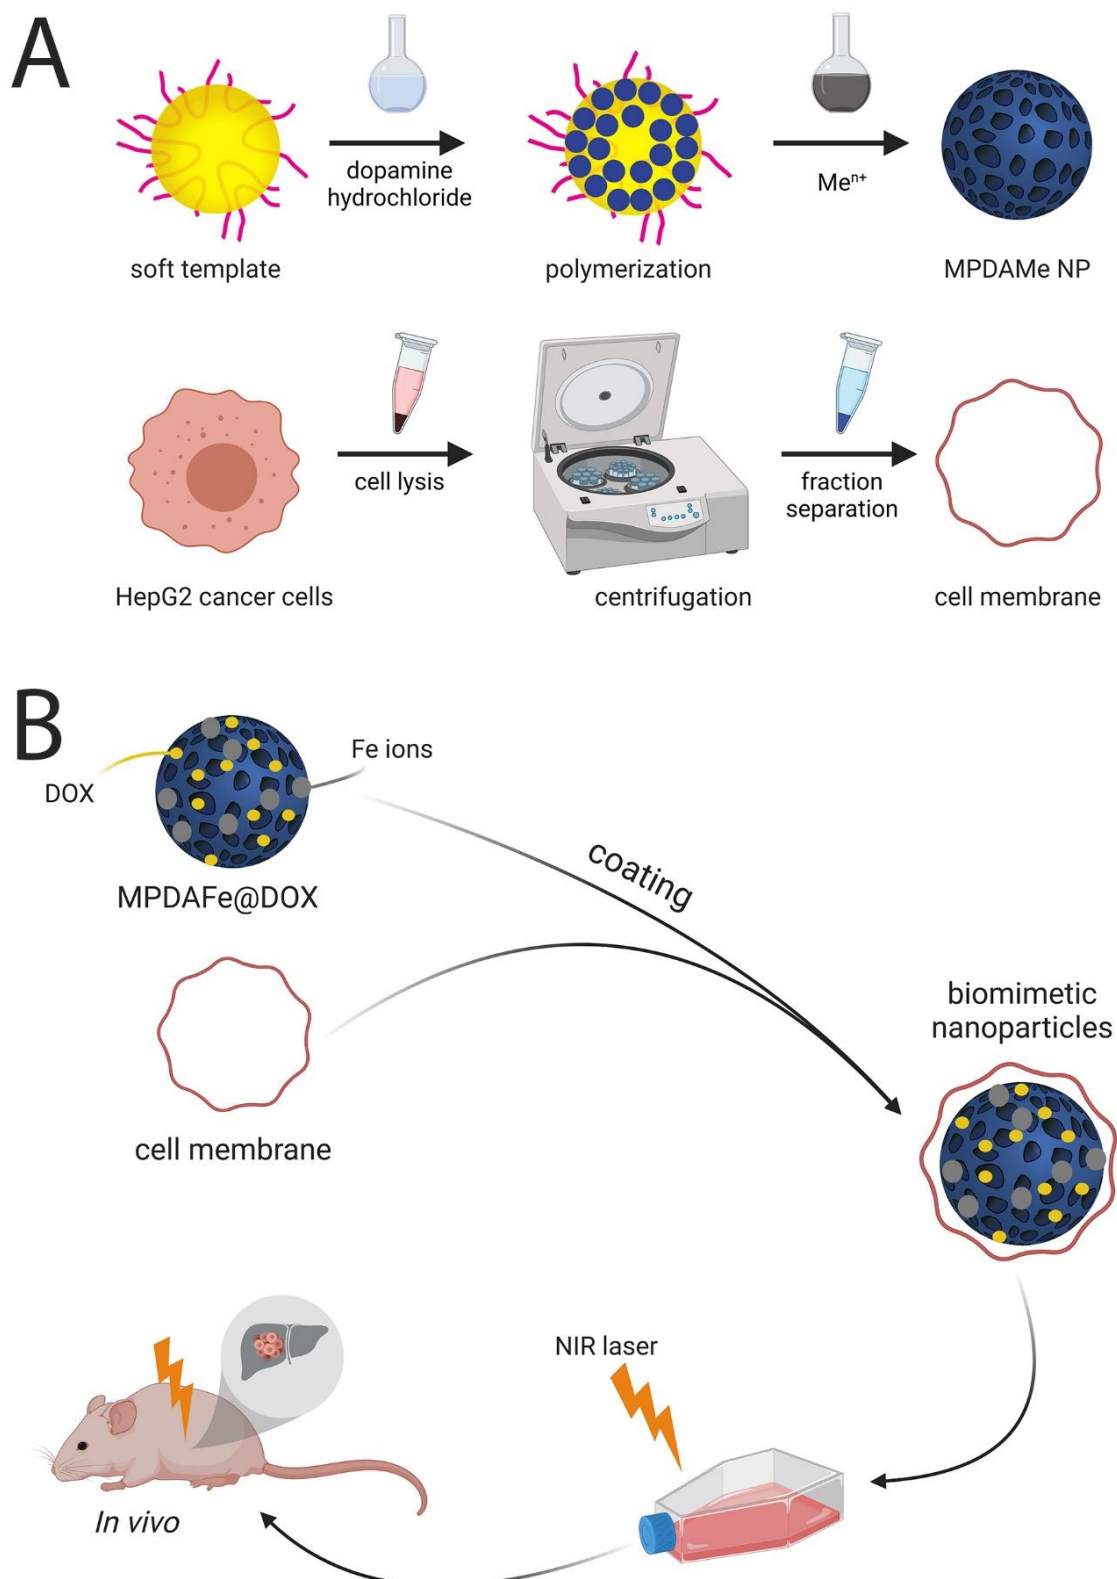 A
dopamine
hydrochloride
Meⁿ⁺
soft template
polymerization
MPDAMe NP
cell lysis
fraction
separation
HepG2 cancer cells
centrifugation
cell membrane
B
DOX
Fe ions
MPDAFe@DOX
coating
cell membrane
biomimetic
nanoparticles
NIR laser
In vivo